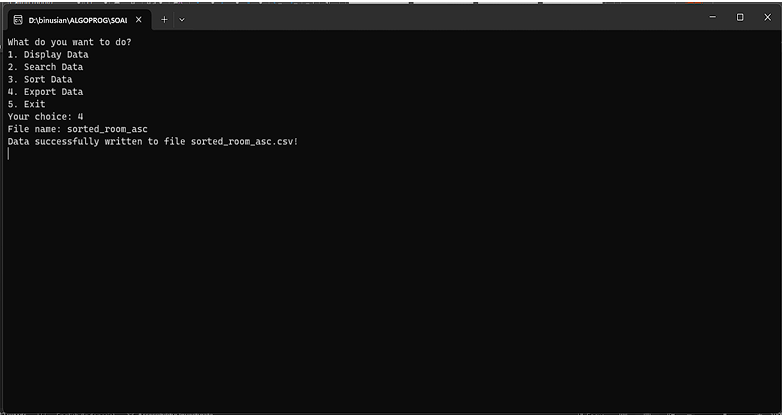 D:\binusian\ALGOPROG\SOAL
What do you want to do?
1. Display Data
2. Search Data
3. Sort Data
4. Export Data
5. Exit
Your choice: 4
File name: sorted_room_asc
Data successfully written to file sorted_room_asc.csv!